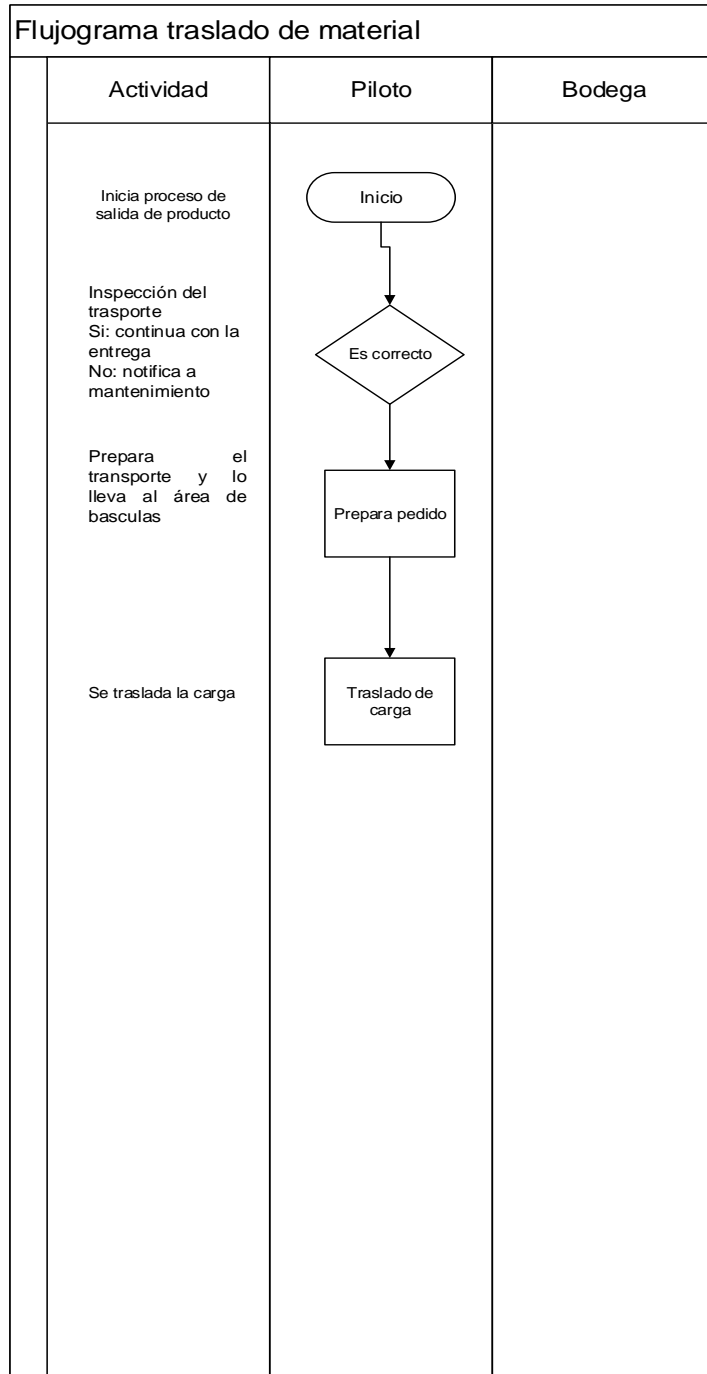 Flujograma traslado de material
Actividad
Piloto
Bodega
Inicia proceso de
salida de producto
Inicio
Inspección del
trasporte
Si: continua con la
entrega
No: notifica a
mantenimiento
Es correcto
Prepara el
transporte y lo
lleva al área de
basculas
Prepara pedido
Se traslada la carga
Traslado de
carga